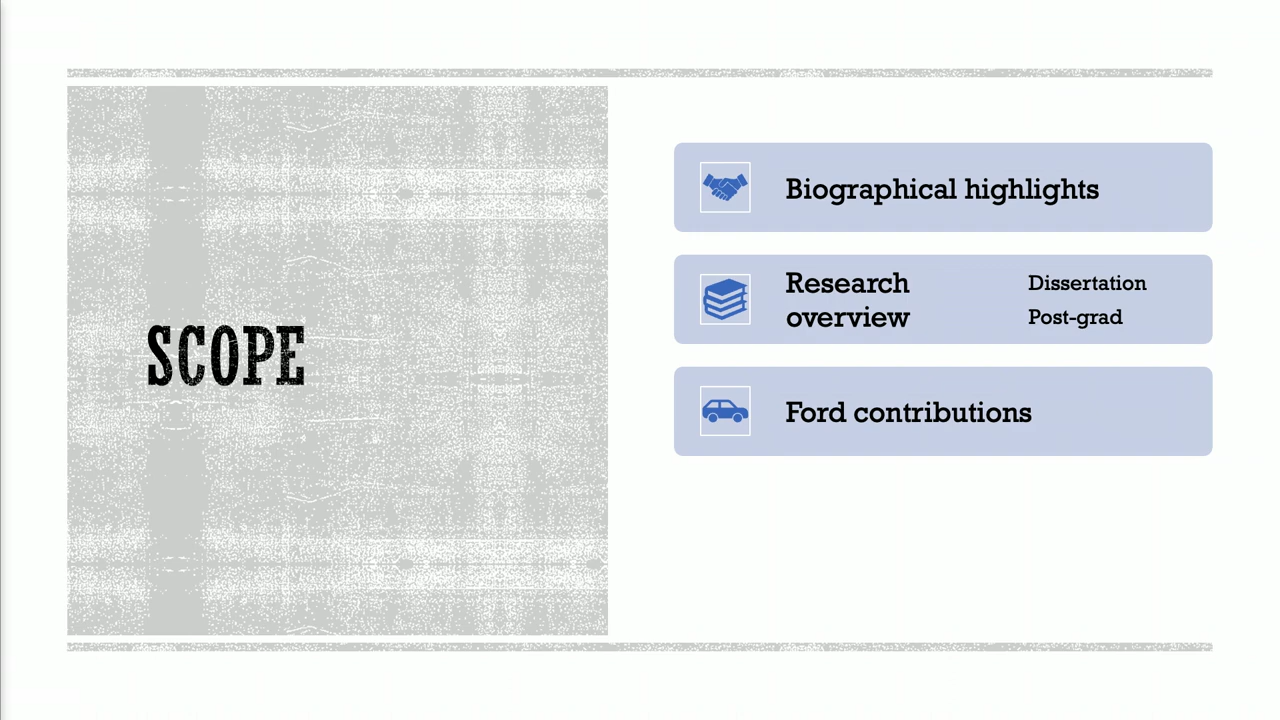 SCOPE
Biographical highlights
Research
overview
Dissertation
Post-grad
Ford contributions